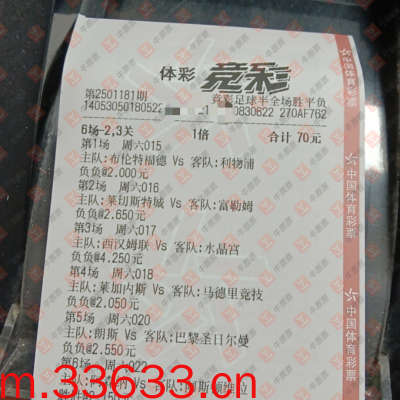 体彩 竞彩
第2501181期 竞彩足球半全场胜平负
14053050180522 1 0830622 270AF762
6场-2,3关 1倍 合计 70元
第1场 周六015
主队:布伦特福德 Vs 客队:利物浦
负负@2.000元
第2场 周六016
主队:莱切斯特城 Vs 客队:富勒姆
负负@2.650元
第3场 周六017
主队:西汉姆联 Vs 客队:水晶宫
负负@4.250元
第4场 周六018
主队:莱加内斯 Vs 客队:马德里竞技
负负@2.050元
第5场 周六020
主队:朗斯 Vs 客队:巴黎圣日尔曼
负负@2.550元
第6场 周六022
m.33633.cn
中国体育彩票
中国体育彩票